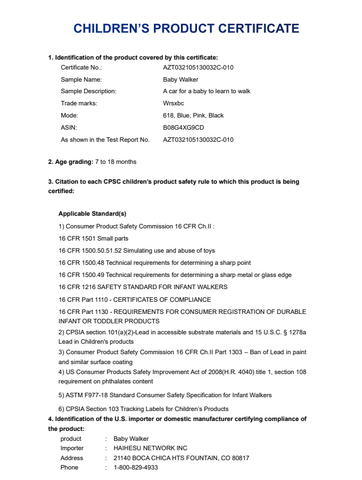 CHILDREN'S PRODUCT CERTIFICATE
1. Identification of the product covered by this certificate:
Certificate No.: AZT032105130032C-010
Sample Name: Baby Walker
Sample Description: A car for a baby to learn to walk
Trade marks: Wrsxbc
Mode: 618, Blue, Pink, Black
ASIN: B08G4XG9CD
As shown in the Test Report No. AZT032105130032C-010
2. Age grading: 7 to 18 months
3. Citation to each CPSC children's product safety rule to which this product is being
certified:
Applicable Standard(s)
1) Consumer Product Safety Commission 16 CFR Ch.II :
16 CFR 1501 Small parts
16 CFR 1500.50.51.52 Simulating use and abuse of toys
16 CFR 1500.48 Technical requirements for determining a sharp point
16 CFR 1500.49 Technical requirements for determining a sharp metal or glass edge
16 CFR 1216 SAFETY STANDARD FOR INFANT WALKERS
16 CFR Part 1110 - CERTIFICATES OF COMPLIANCE
16 CFR Part 1130 - REQUIREMENTS FOR CONSUMER REGISTRATION OF DURABLE
INFANT OR TODDLER PRODUCTS
2) CPSIA section 101(a)(2)-Lead in accessible substrate materials and 15 U.S.C. § 1278a
Lead in Children's products
3) Consumer Product Safety Commission 16 CFR Ch.II Part 1303 – Ban of Lead in paint
and similar surface coating
4) US Consumer Products Safety Improvement Act of 2008(H.R. 4040) title 1, section 108
requirement on phthalates content
5) ASTM F977-18 Standard Consumer Safety Specification for Infant Walkers
6) CPSIA Section 103 Tracking Labels for Children's Products
4. Identification of the U.S. importer or domestic manufacturer certifying compliance of
the product:
product : Baby Walker
Importer : HAIHESU NETWORK INC
Address : 21140 BOCA CHICA HTS FOUNTAIN, CO 80817
Phone : 1-800-829-4933